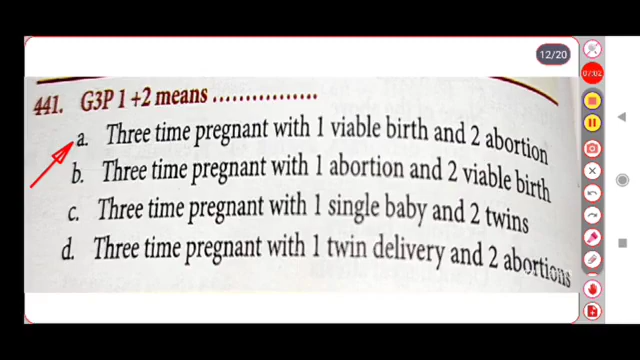 12/20
07:02
441. G3P 1 +2 means ................
a. Three time pregnant with 1 viable birth and 2 abortion
b. Three time pregnant with 1 abortion and 2 viable birth
c. Three time pregnant with 1 single baby and 2 twins
d. Three time pregnant with 1 twin delivery and 2 abortions